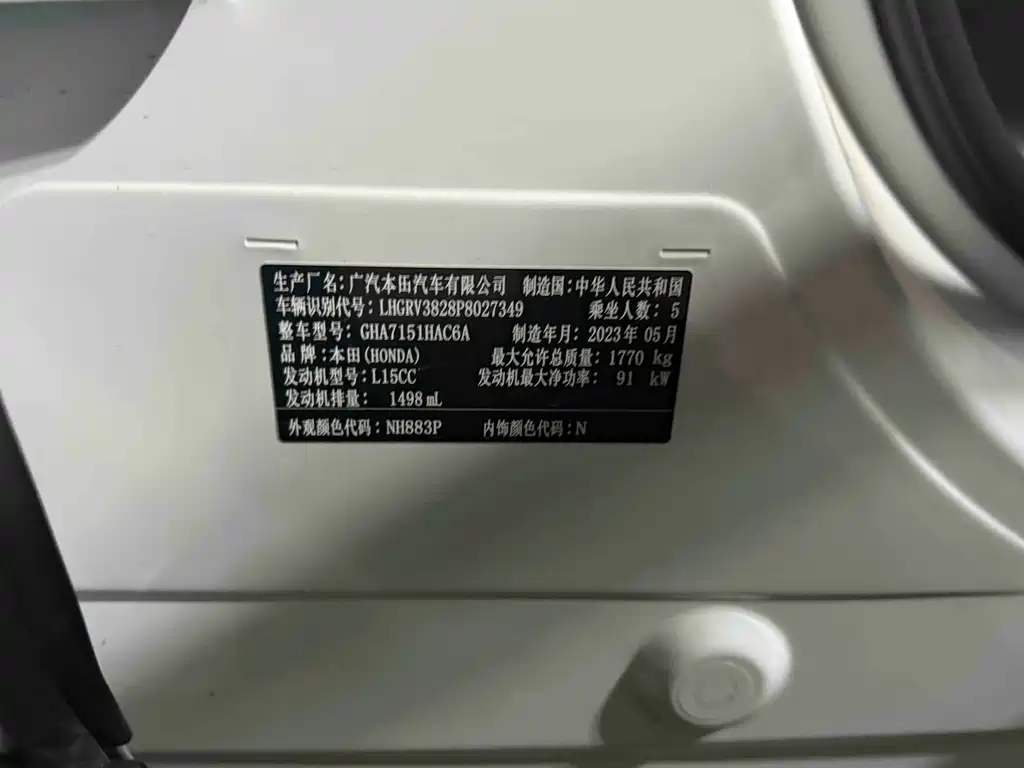 生产厂名:广汽本田汽车有限公司 制造国:中华人民共和国
车辆识别代号:LHGRV3828P8027349 乘坐人数: 5
整车型号: GHA7151HAC6A 制造年月: 2023年 05月
品 牌:本田(HONDA) 最大允许总质量: 1770 kg
发动机型号: L15CC 发动机最大净功率: 91 kW
发动机排量: 1498 mL
外观颜色代码: NH883P 内饰颜色代码:N